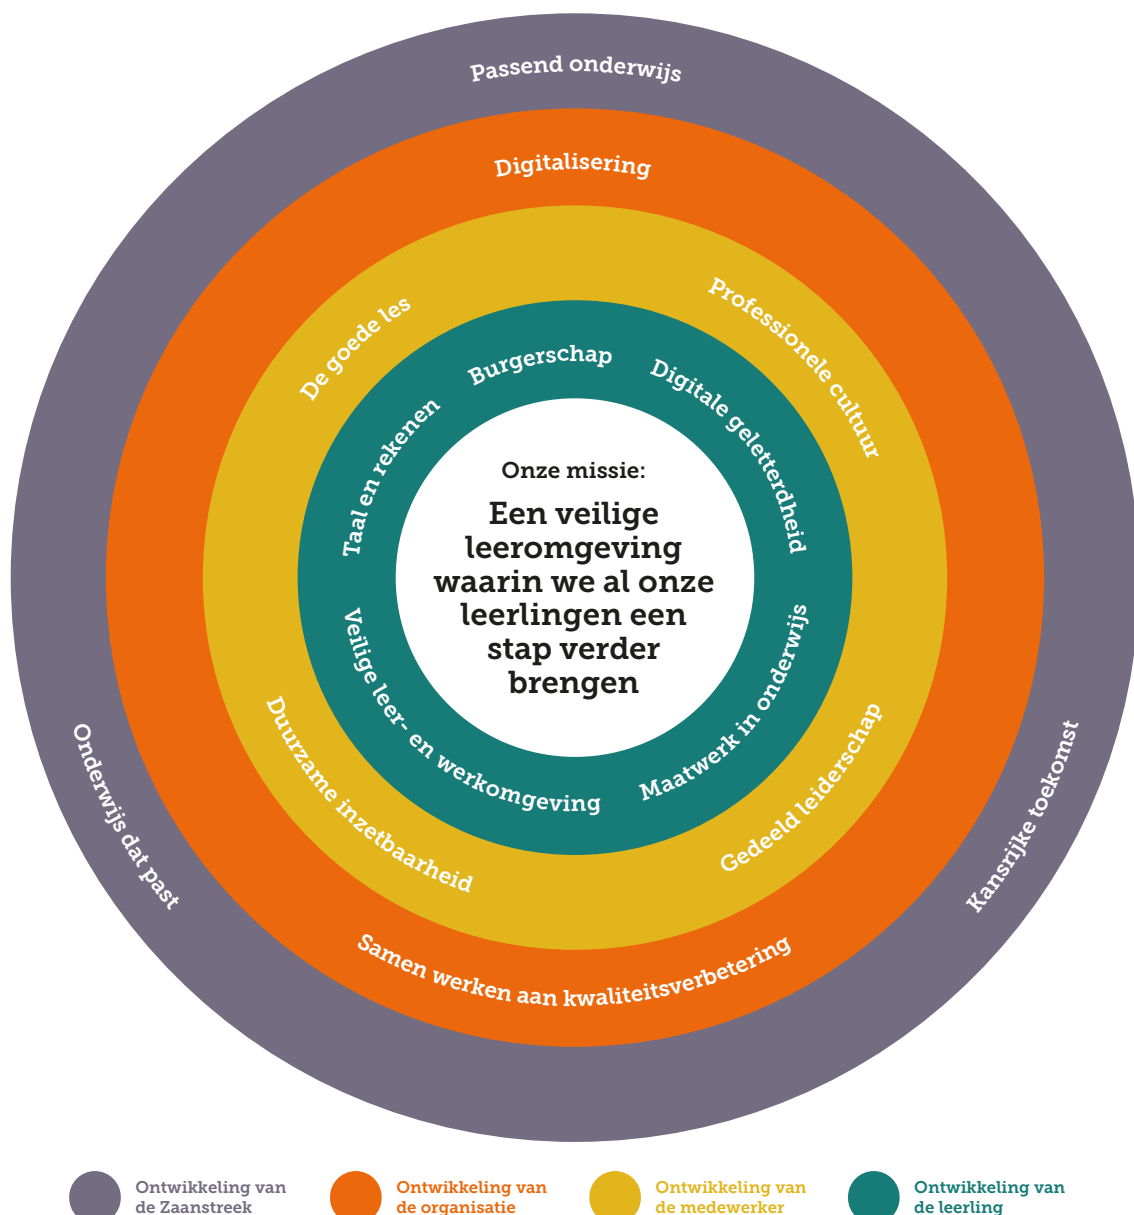 Passend onderwijs
Digitalisering
De goede les
Professionele cultuur
Burgerschap
Digitale geletterdheid
Taal en rekenen
Onze missie:
Een veilige
leeromgeving
waarin we al onze
leerlingen een
stap verder
brengen
Veilige leer- en werkomgeving
Maatwerk in onderwijs
Duurzame inzetbaarheid
Gedeeld leiderschap
Onderwijs dat past
Kansrijke toekomst
Samen werken aan kwaliteitsverbetering
Ontwikkeling van
de Zaanstreek
Ontwikkeling van
de organisatie
Ontwikkeling van
de medewerker
Ontwikkeling van
de leerling